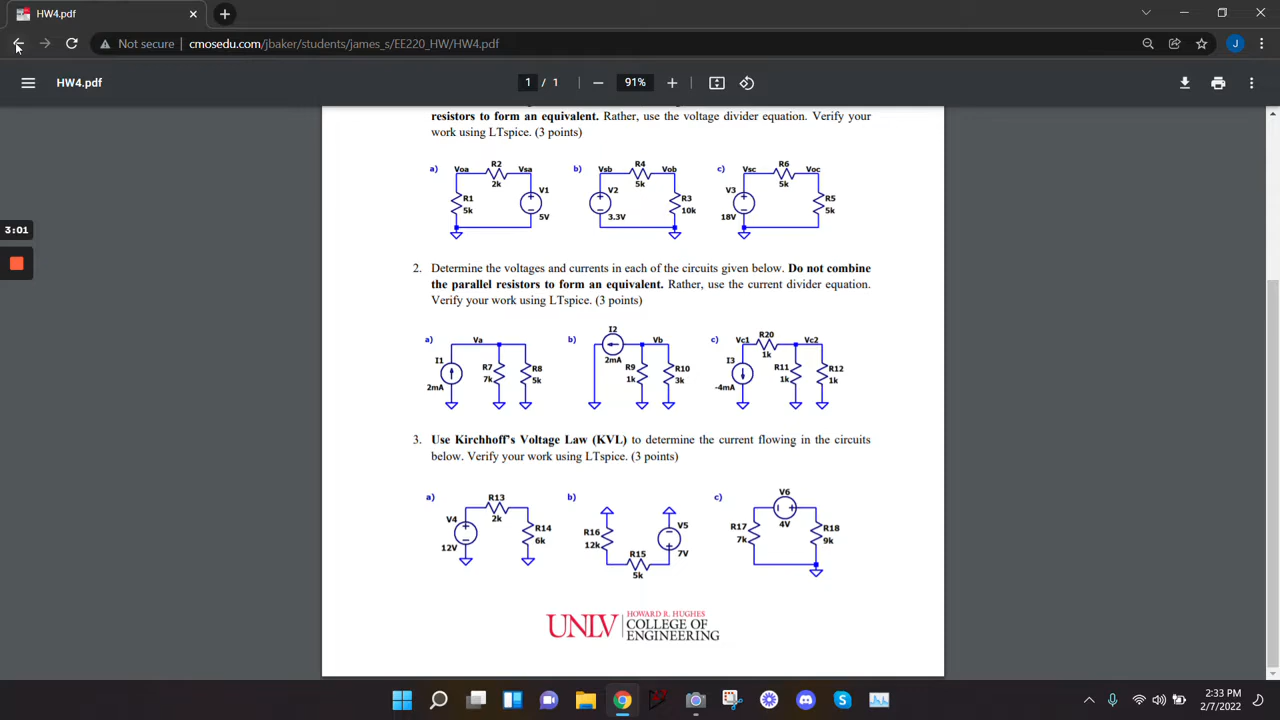 HW4.pdf
Not secure cmosedu.com/jbaker/students/james_s/EE220_HW/HW4.pdf
J
HW4.pdf
1 / 1
91%
resistors to form an equivalent. Rather, use the voltage divider equation. Verify your
work using LTspice. (3 points)
a) Voa R2 2k Vsa R1 5k V1 5V
b) Vsb R4 5k Vob V2 3.3V R3 10k
c) Vsc R6 5k Voc V3 18V R5 5k
3:01
2. Determine the voltages and currents in each of the circuits given below. Do not combine
the parallel resistors to form an equivalent. Rather, use the current divider equation.
Verify your work using LTspice. (3 points)
a) Va I1 2mA R7 7k R8 5k
b) I2 2mA Vb R9 1k R10 3k
c) Vc1 R20 1k Vc2 I3 -4mA R11 1k R12 1k
3. Use Kirchhoff's Voltage Law (KVL) to determine the current flowing in the circuits
below. Verify your work using LTspice. (3 points)
a) V4 12V R13 2k R14 6k
b) R16 12k R15 5k V5 7V
c) V6 4V R17 7k R18 9k
UNLV
HOWARD R. HUGHES
COLLEGE OF
ENGINEERING
2:33 PM
2/7/2022